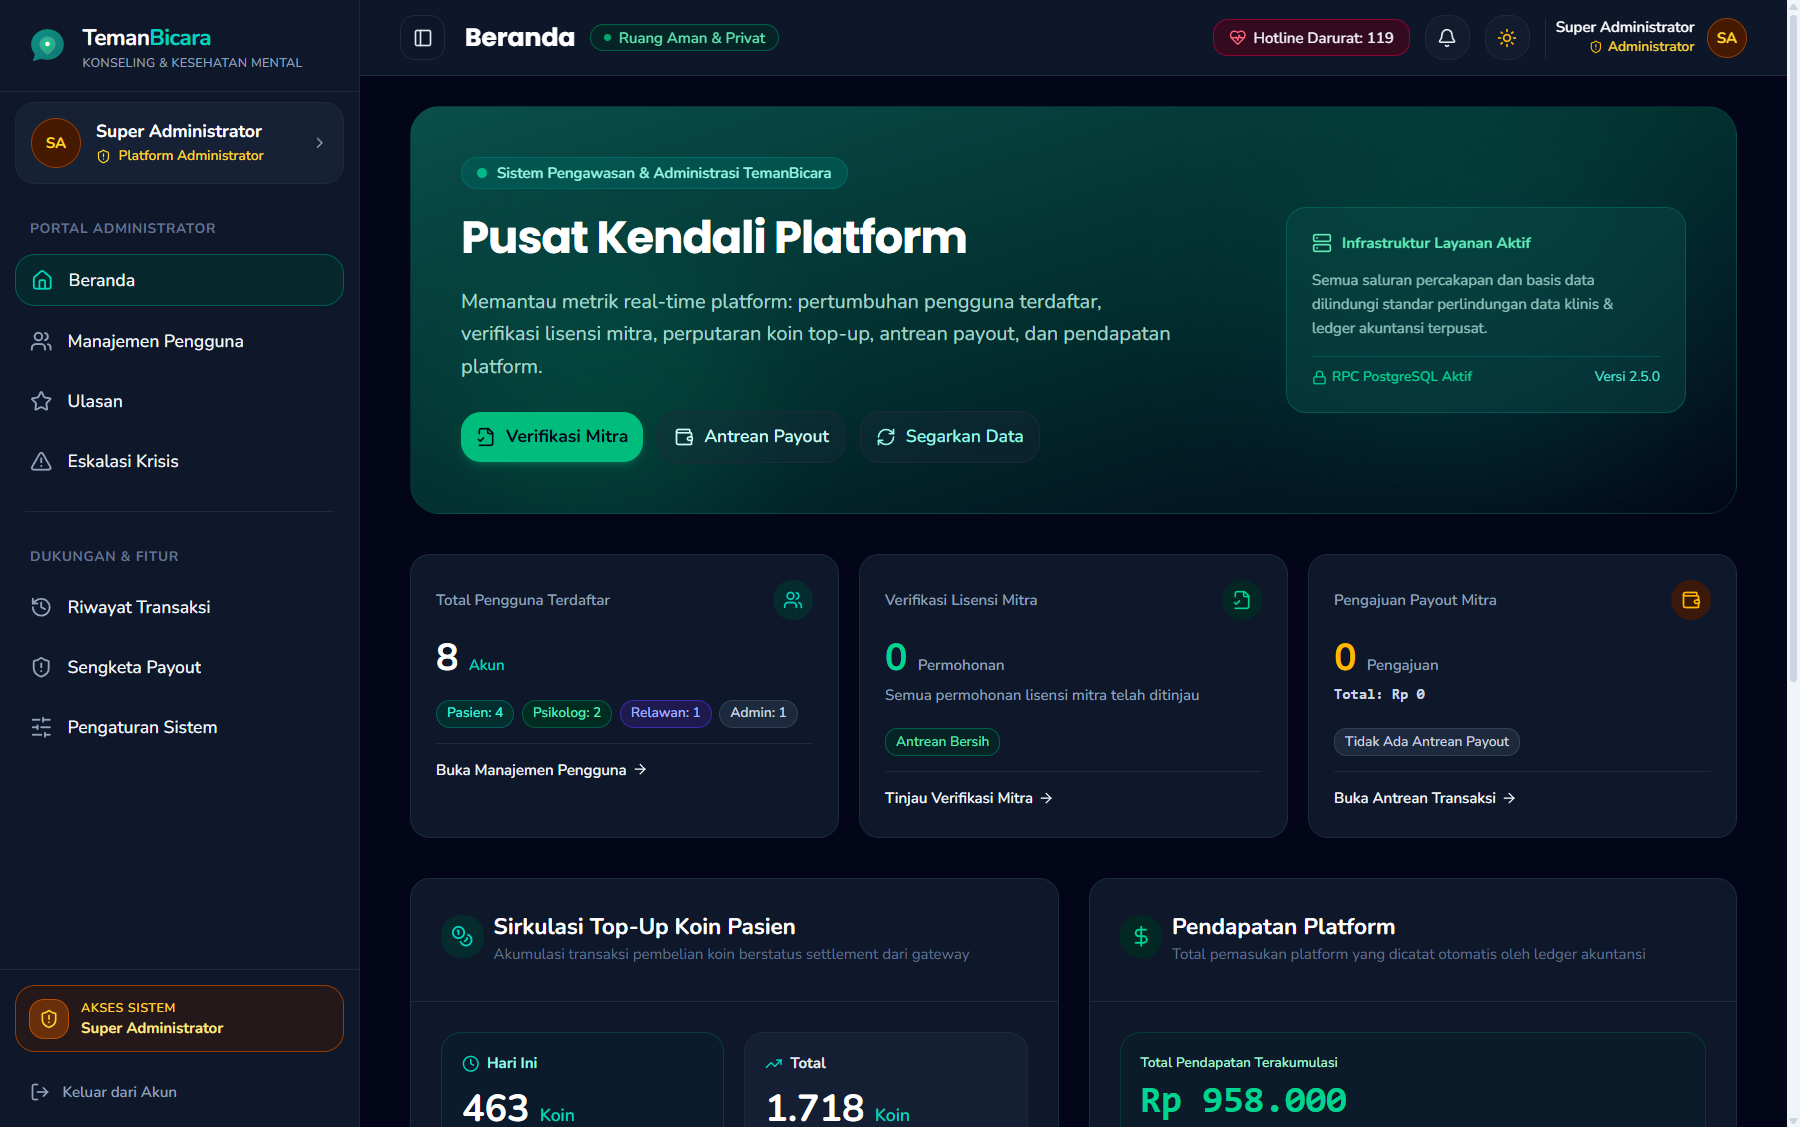 TemanBicara
KONSELING & KESEHATAN MENTAL
SA
Super Administrator
Platform Administrator
PORTAL ADMINISTRATOR
Beranda
Manajemen Pengguna
Ulasan
Eskalasi Krisis
DUKUNGAN & FITUR
Riwayat Transaksi
Sengketa Payout
Pengaturan Sistem
AKSES SISTEM
Super Administrator
Keluar dari Akun
Beranda
Ruang Aman & Privat
Hotline Darurat: 119
Super Administrator
Administrator
SA
Sistem Pengawasan & Administrasi TemanBicara
Pusat Kendali Platform
Memantau metrik real-time platform: pertumbuhan pengguna terdaftar,
verifikasi lisensi mitra, perputaran koin top-up, antrean payout, dan pendapatan
platform.
Verifikasi Mitra
Antrean Payout
Segarkan Data
Infrastruktur Layanan Aktif
Semua saluran percakapan dan basis data
dilindungi standar perlindungan data klinis &
ledger akuntansi terpusat.
RPC PostgreSQL Aktif
Versi 2.5.0
Total Pengguna Terdaftar
8 Akun
Pasien: 4
Psikolog: 2
Relawan: 1
Admin: 1
Buka Manajemen Pengguna →
Verifikasi Lisensi Mitra
0 Permohonan
Semua permohonan lisensi mitra telah ditinjau
Antrean Bersih
Tinjau Verifikasi Mitra →
Pengajuan Payout Mitra
0 Pengajuan
Total: Rp 0
Tidak Ada Antrean Payout
Buka Antrean Transaksi →
Sirkulasi Top-Up Koin Pasien
Akumulasi transaksi pembelian koin berstatus settlement dari gateway
Hari Ini
463 Koin
Total
1.718 Koin
Pendapatan Platform
Total pemasukan platform yang dicatat otomatis oleh ledger akuntansi
Total Pendapatan Terakumulasi
Rp 958.000